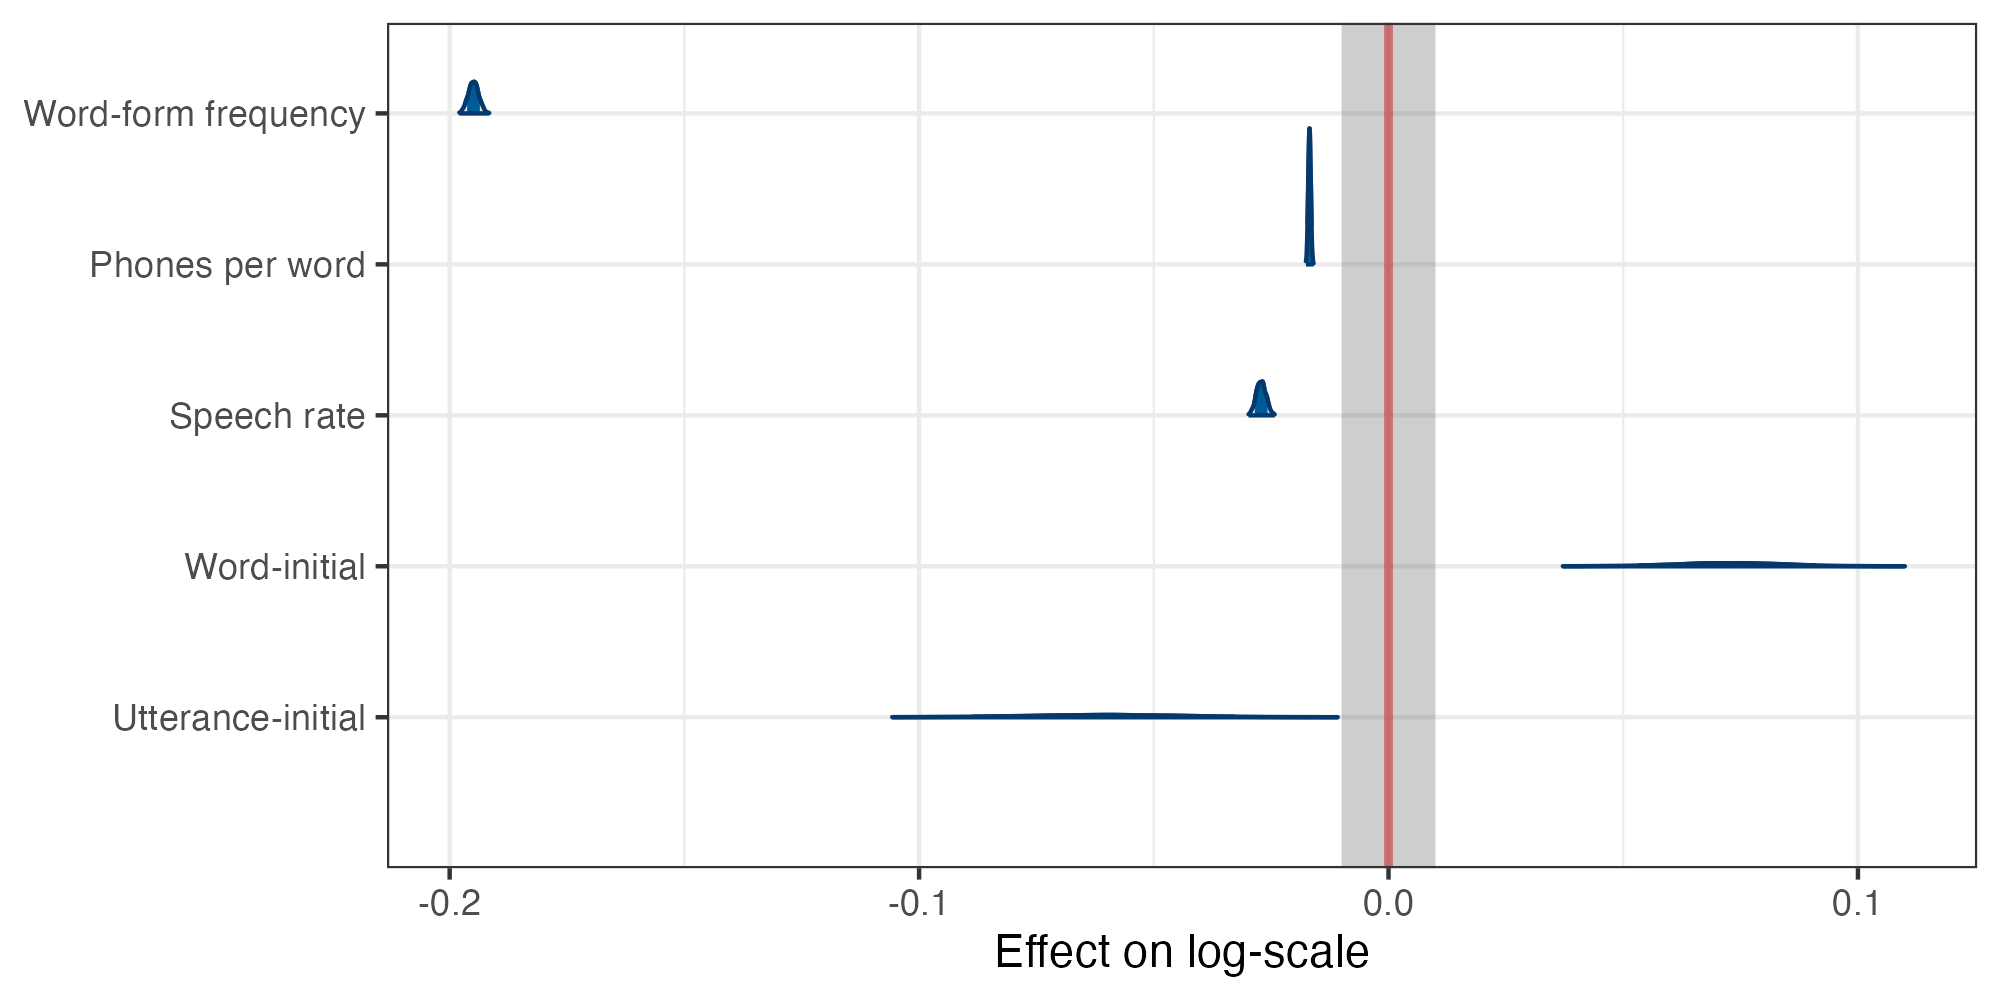 Word-form frequency
Phones per word
Speech rate
Word-initial
Utterance-initial
-0.2
-0.1
0.0
0.1
Effect on log-scale